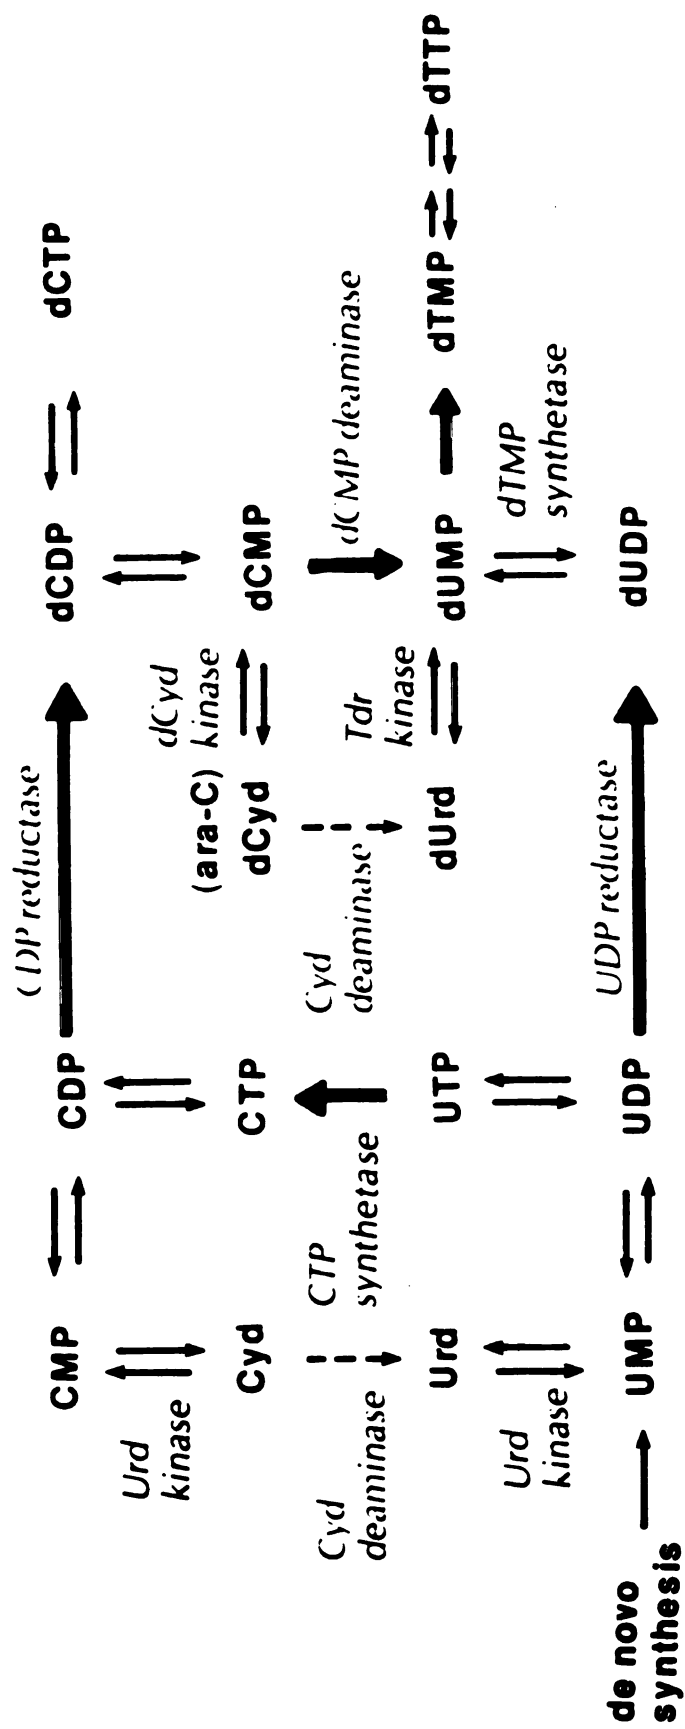 CDP reductase
CMP
CDP
dCDP
dCTP
Urd
kinase
dCyd
kinase
(ara-C)
Cyd
CTP
dCyd
dCMP
Cyd
deaminase
CTP
synthetase
Cyd
deaminase
dCMP deaminase
Tdr
kinase
Urd
UTP
dUrd
dUMP
dTMP
dTTP
Urd
kinase
dTMP
synthetase
UDP reductase
de novo
synthesis
UMP
UDP
dUDP